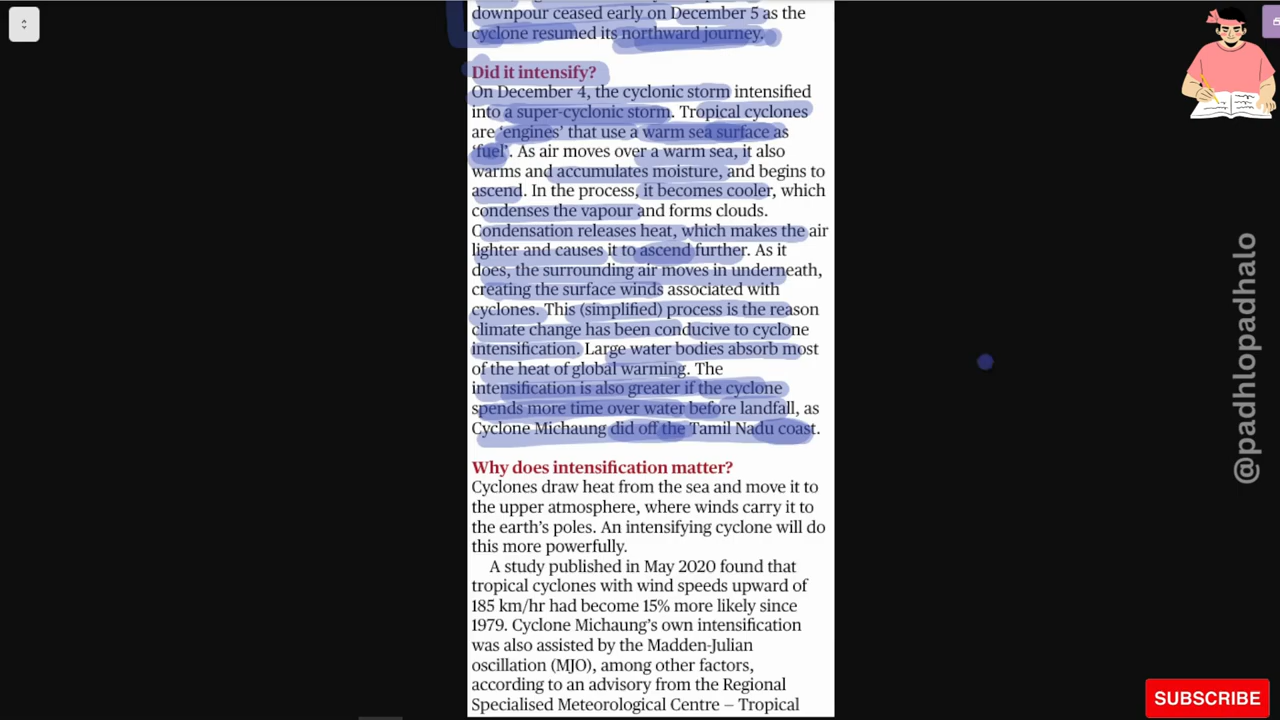 downpour ceased early on December 5 as the
cyclone resumed its northward journey.
Did it intensify?
On December 4, the cyclonic storm intensified
into a super-cyclonic storm. Tropical cyclones
are ‘engines’ that use a warm sea surface as
‘fuel’. As air moves over a warm sea, it also
warms and accumulates moisture, and begins to
ascend. In the process, it becomes cooler, which
condenses the vapour and forms clouds.
Condensation releases heat, which makes the air
lighter and causes it to ascend further. As it
does, the surrounding air moves in underneath,
creating the surface winds associated with
cyclones. This (simplified) process is the reason
climate change has been conducive to cyclone
intensification. Large water bodies absorb most
of the heat of global warming. The
intensification is also greater if the cyclone
spends more time over water before landfall, as
Cyclone Michaung did off the Tamil Nadu coast.
Why does intensification matter?
Cyclones draw heat from the sea and move it to
the upper atmosphere, where winds carry it to
the earth’s poles. An intensifying cyclone will do
this more powerfully.
A study published in May 2020 found that
tropical cyclones with wind speeds upward of
185 km/hr had become 15% more likely since
1979. Cyclone Michaung’s own intensification
was also assisted by the Madden-Julian
oscillation (MJO), among other factors,
according to an advisory from the Regional
Specialised Meteorological Centre – Tropical
@padhlopadhalo
SUBSCRIBE